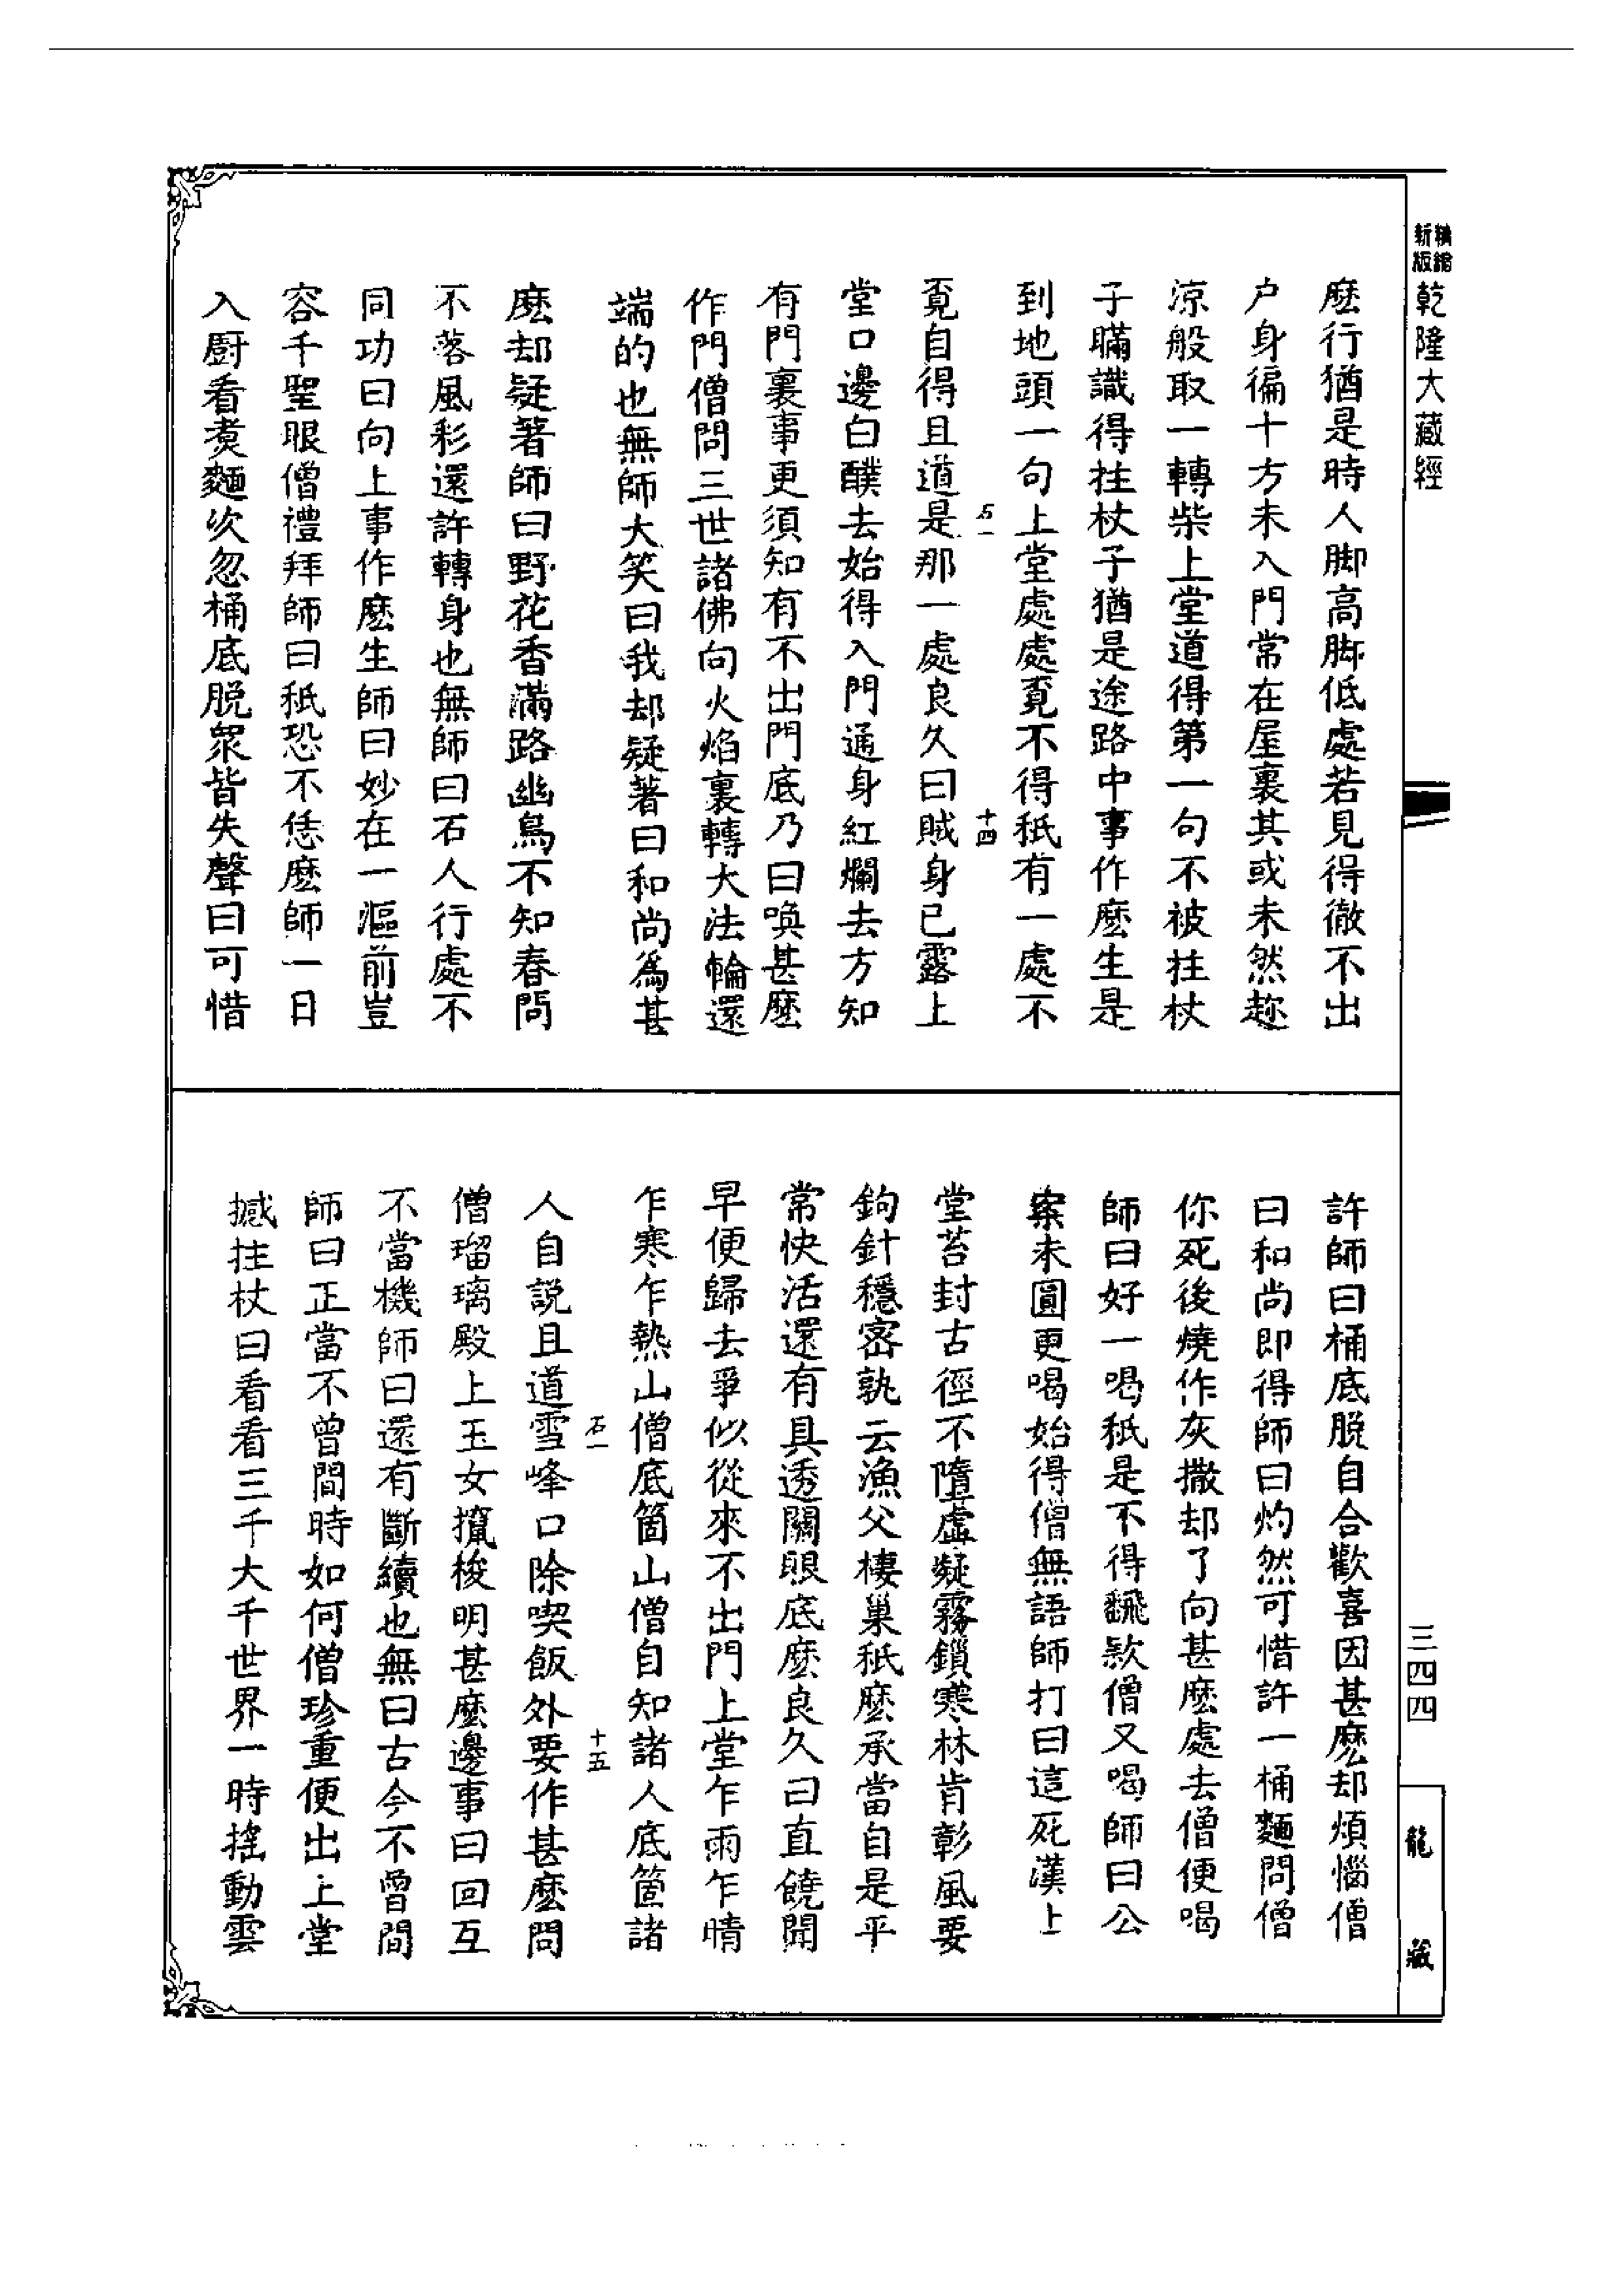 新版
精縮
乾隆大藏經
麽行猶是時人脚高脚低處若見得徹不出
户身徧十方未入門常在屋裏其或未然趂
涼般取一轉柴上堂道得第一句不被拄杖
子瞞識得拄杖子猶是途路中事作麽生是
到地頭一句上堂處處覔不得秖有一處不
石一
十四
覔自得且道是那一處良久曰賊身已露上
堂口邊白醭去始得入門通身紅爛去方知
有門裏事更須知有不出門底乃曰喚甚麽
作門僧問三世諸佛向火焰裏轉大法輪還
端的也無師大笑曰我却疑著曰和尚爲甚
麽却疑著師曰野花香滿路幽鳥不知春問
不落風彩還許轉身也無師曰石人行處不
同功曰向上事作麽生師曰妙在一漚前豈
容千聖眼僧禮拜師曰秖恐不恁麽師一日
入厨看煑麵次忽桶底脱衆皆失聲曰可惜
許師曰桶底脱自合歡喜因甚麽却煩惱僧
曰和尚即得師曰灼然可惜許一桶麵問僧
你死後燒作灰撒却了向甚麽處去僧便喝
師曰好一喝秖是不得飜欵僧又喝師曰公
案未圓更喝始得僧無語師打曰這死漢上
堂苔封古徑不墮虛凝霧鎖寒林肯彰風要
鉤針穩密孰云漁父棲巢秖麽承當自是平
常快活還有具透關眼底麽良久曰直饒聞
早便歸去爭似從來不出門上堂乍雨乍晴
乍寒乍熱山僧底箇山僧自知諸人底箇諸
石一
十五
人自説且道雪峰口除喫飯外要作甚麽問
僧瑠璃殿上玉女攛梭明甚麽邊事曰回互
不當機師曰還有斷續也無曰古今不曾間
師曰正當不曾間時如何僧珍重便出上堂
撼拄杖曰看看三千大千世界一時搖動雲
三四四
龍藏